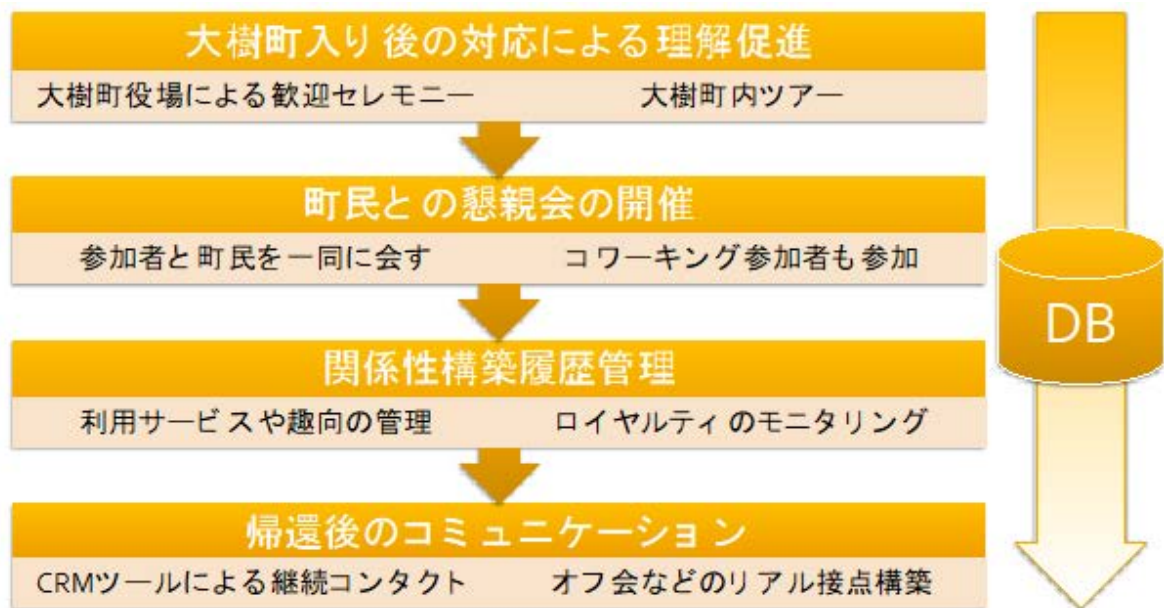 大樹町入り後の対応による理解促進
大樹町役場による歓迎セレモニー 大樹町内ツアー
町民との懇親会の開催
参加者と町民を一同に会す コワーキング参加者も参加
関係性構築履歴管理
利用サービスや趣向の管理 ロイヤルティのモニタリング
帰還後のコミュニケーション
CRMツールによる継続コンタクト オフ会などのリアル接点構築
DB